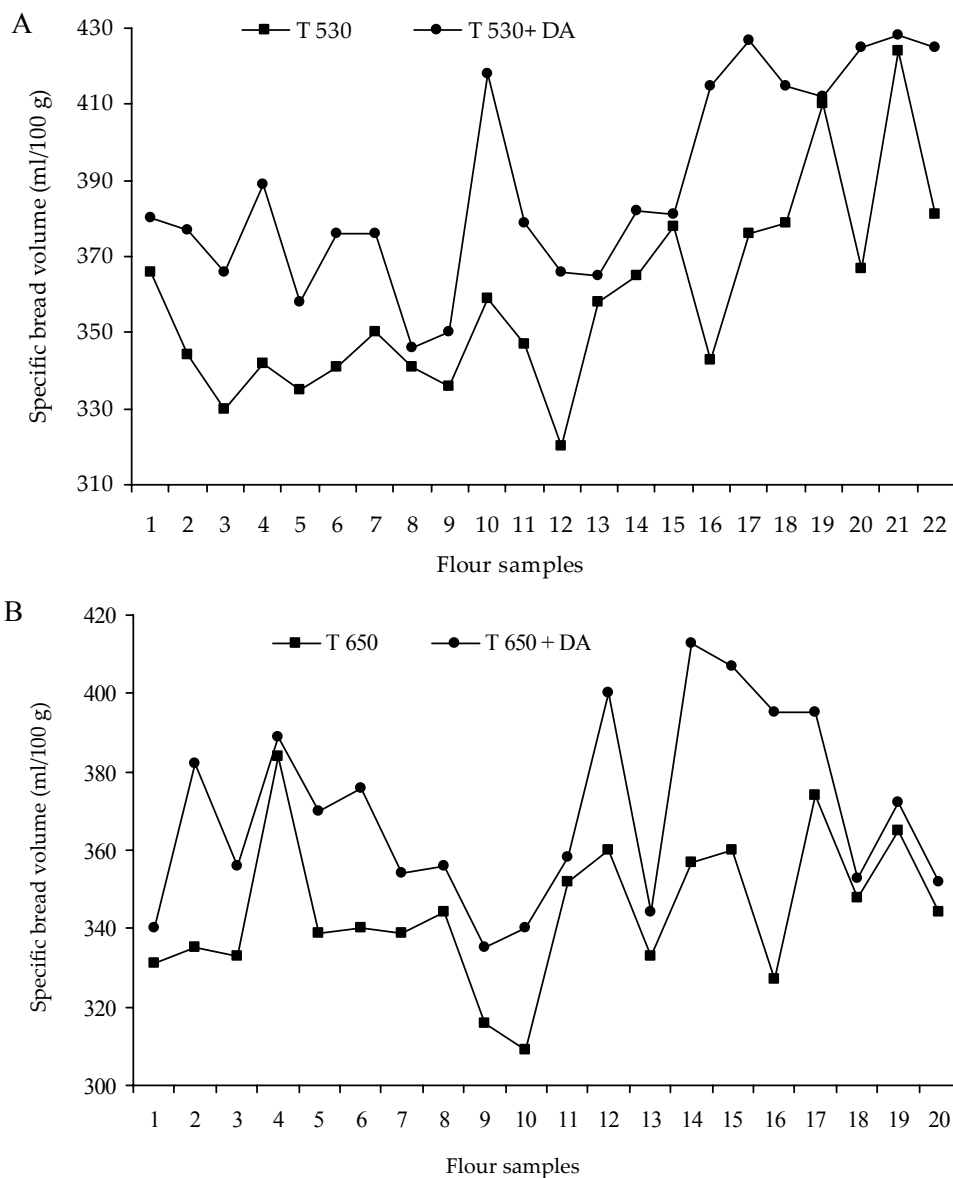 A
T 530 T 530+ DA
Specific bread volume (ml/100 g)
430
410
390
370
350
330
310
1 2 3 4 5 6 7 8 9 10 11 12 13 14 15 16 17 18 19 20 21 22
Flour samples
B
T 650 T 650 + DA
Specific bread volume (ml/100 g)
420
400
380
360
340
320
300
1 2 3 4 5 6 7 8 9 10 11 12 13 14 15 16 17 18 19 20
Flour samples